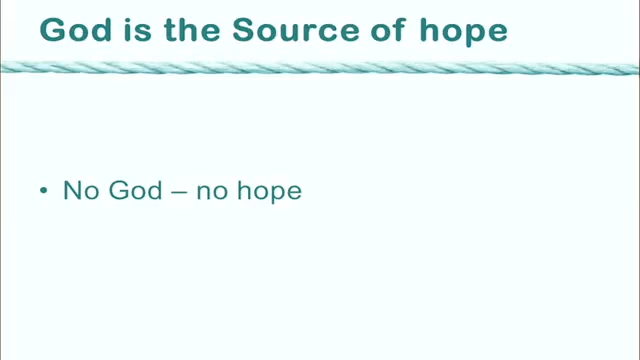 God is the Source of hope
• No God – no hope